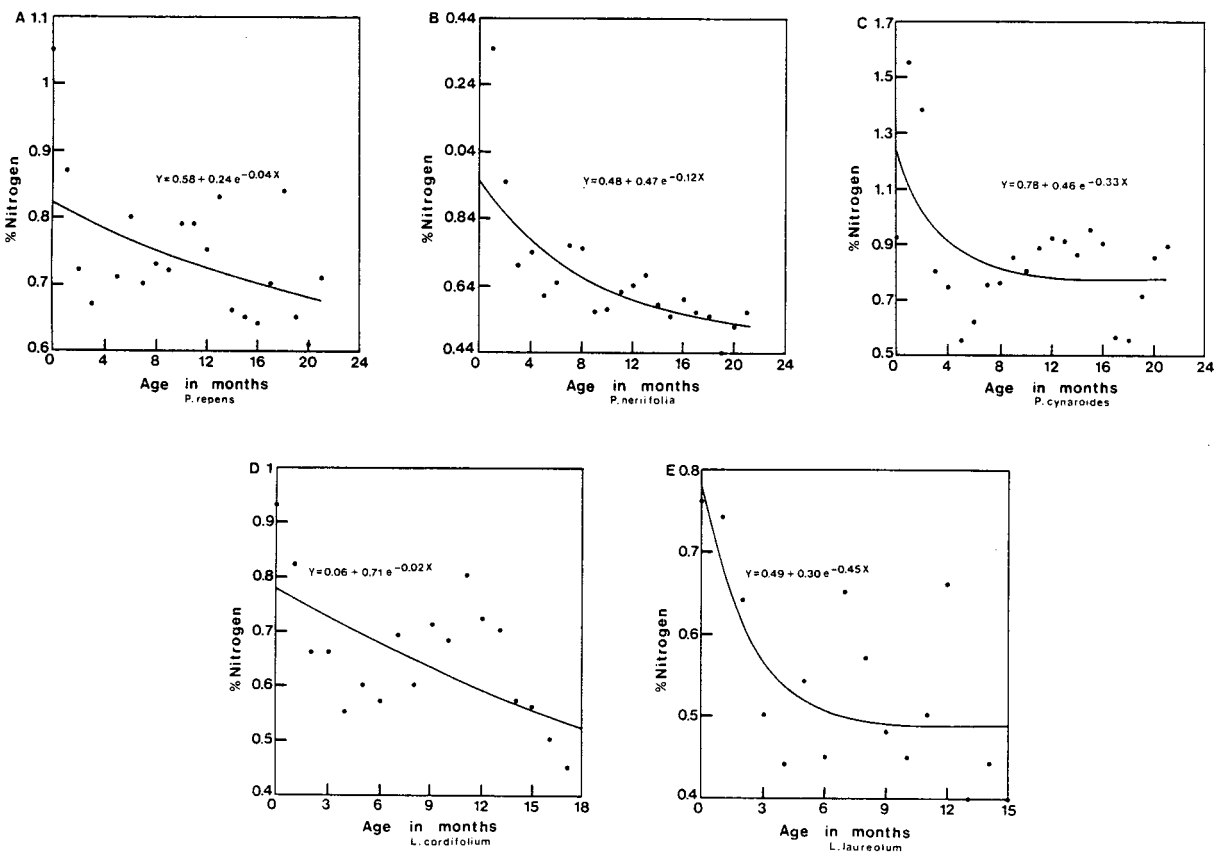 A 1.1
1
0.9
0.8
0.7
0.6
%Nitrogen
Y=0.58+0.24 e-0.04X
0 4 8 12 16 20 24
Age in months
P. repens
B 0.44
0.24
0.04
0.84
0.64
0.44
%Nitrogen
Y=0.48+0.47 e-0.12X
0 4 8 12 16 20 24
Age in months
P. neriifolia
C 1.7
1.5
1.3
1.1
0.9
0.7
0.5
%Nitrogen
Y=0.78+0.46 e-0.33X
0 4 8 12 16 20 24
Age in months
P. cynaroides
D 1
0.9
0.8
0.7
0.6
0.5
0.4
%Nitrogen
Y=0.06+0.71 e-0.02X
0 3 6 9 12 15 18
Age in months
L. cordifolium
E 0.8
0.7
0.6
0.5
0.4
%Nitrogen
Y=0.49+0.30 e-0.45X
0 3 6 9 12 15
Age in months
L. laureolum